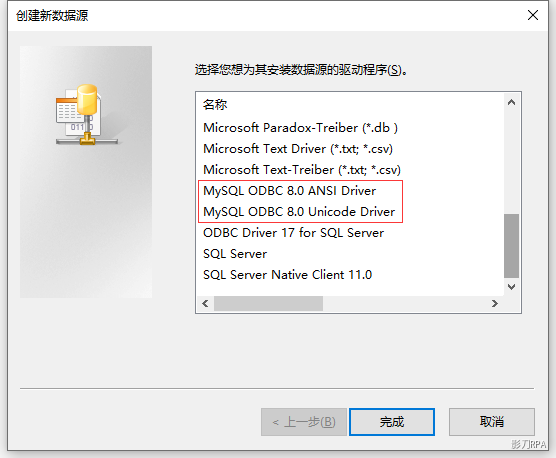 创建新数据源
选择您想为其安装数据源的驱动程序(S)。
名称
Microsoft Paradox-Treiber (*.db )
Microsoft Text Driver (*.txt; *.csv)
Microsoft Text-Treiber (*.txt; *.csv)
MySQL ODBC 8.0 ANSI Driver
MySQL ODBC 8.0 Unicode Driver
ODBC Driver 17 for SQL Server
SQL Server
SQL Server Native Client 11.0
< 上一步(B)
完成
取消
影刀RPA